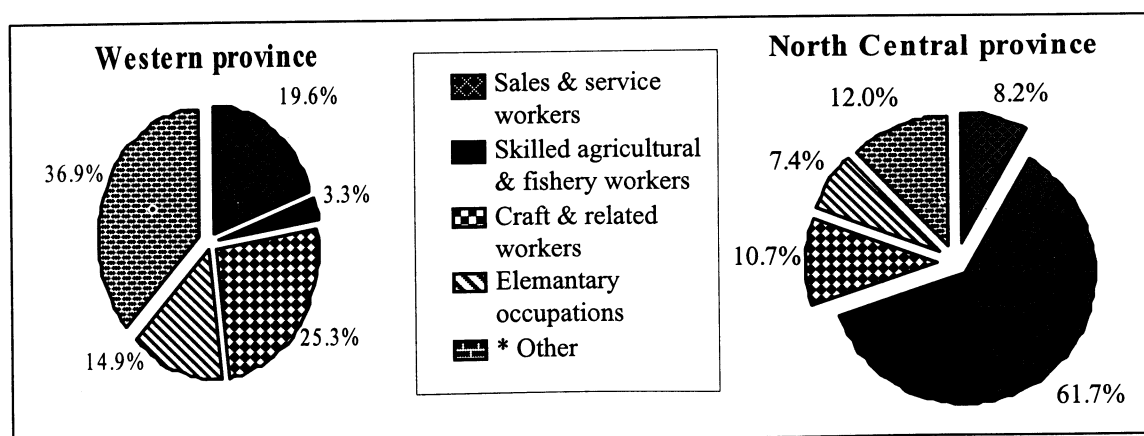 Western province
19.6%
3.3%
25.3%
14.9%
36.9%
Sales & service
workers
Skilled agricultural
& fishery workers
Craft & related
workers
Elemantary
occupations
* Other
North Central province
8.2%
61.7%
10.7%
7.4%
12.0%